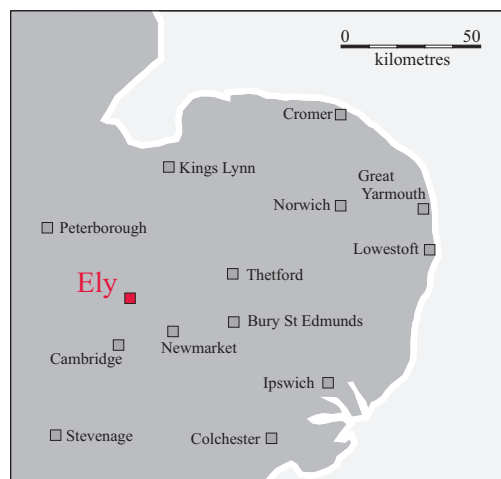 0 50
kilometres
Cromer
Kings Lynn
Great
Yarmouth
Norwich
Peterborough
Lowestoft
Thetford
Ely
Bury St Edmunds
Newmarket
Cambridge
Ipswich
Stevenage
Colchester